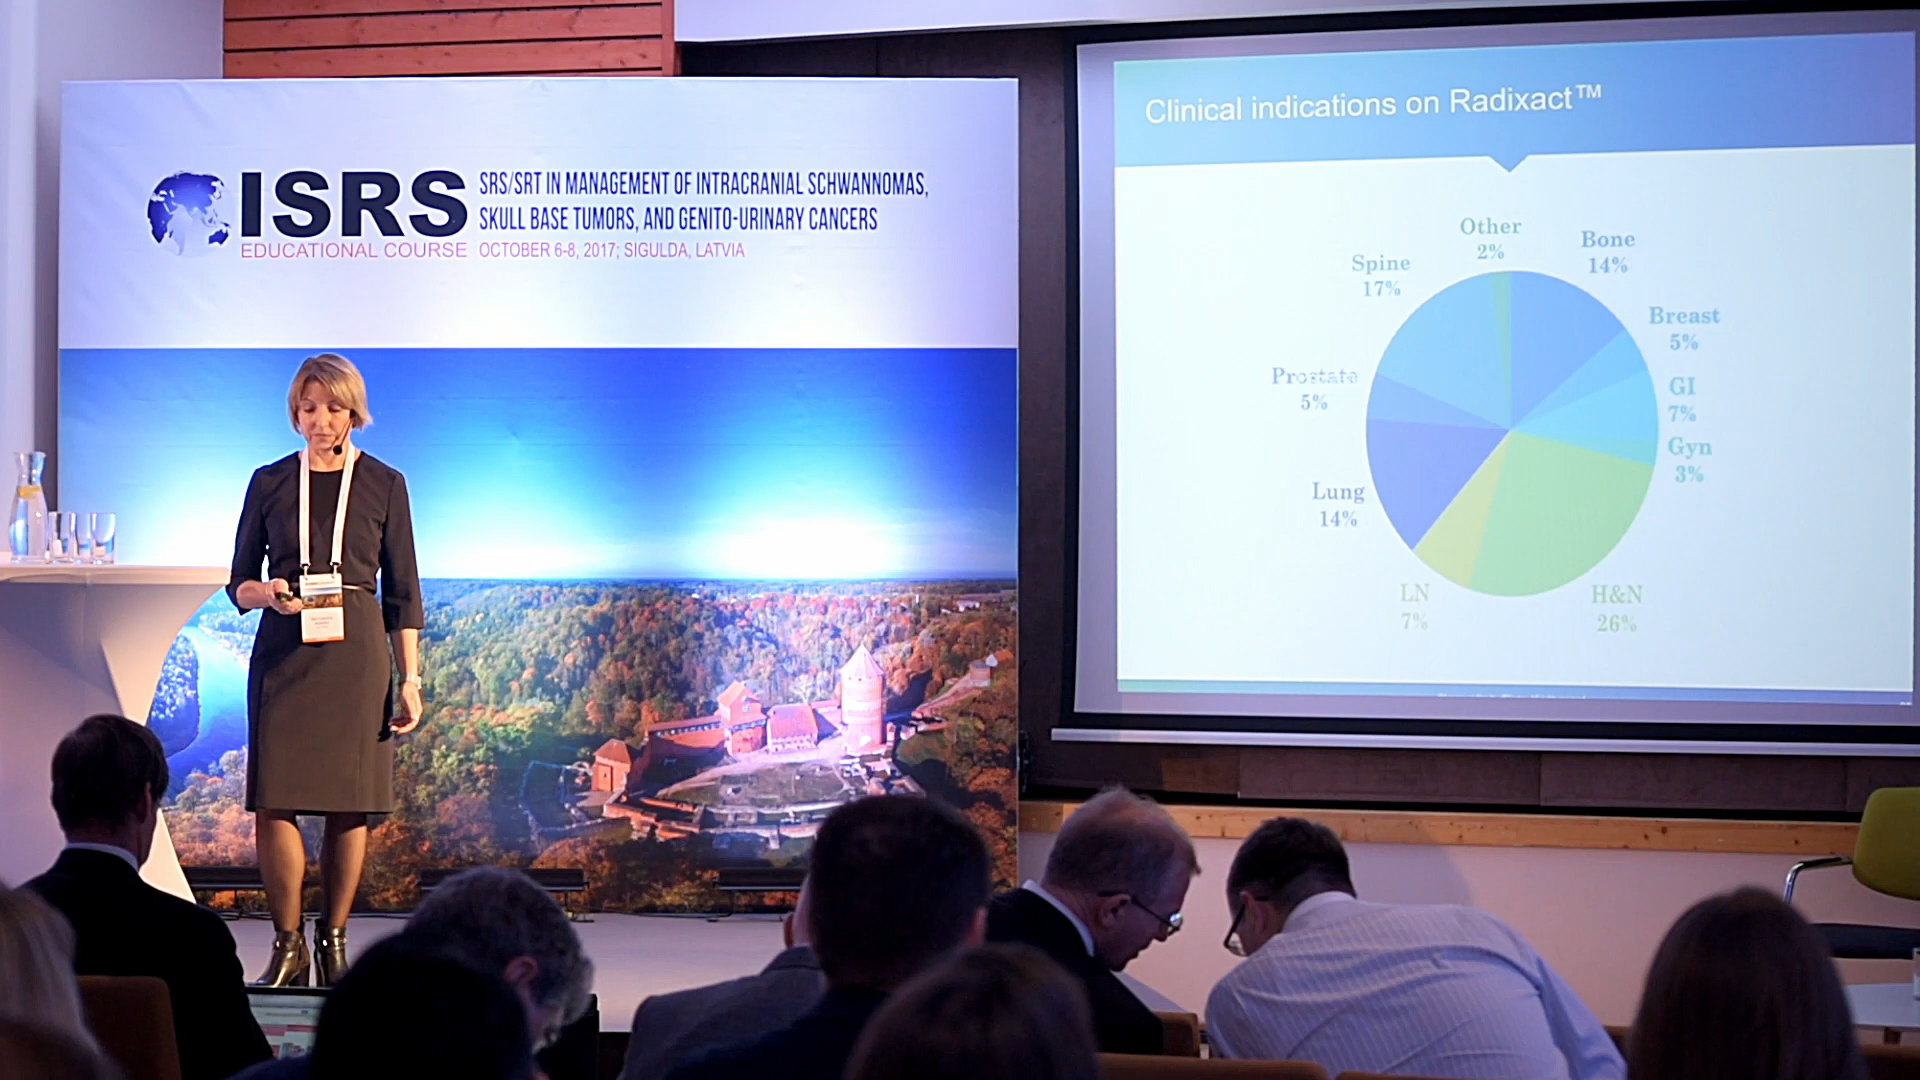 ISRS
EDUCATIONAL COURSE
SRS/SRT IN MANAGEMENT OF INTRACRANIAL SCHWANNOMAS,
SKULL BASE TUMORS, AND GENITO-URINARY CANCERS
OCTOBER 6-8, 2017; SIGULDA, LATVIA
Clinical indications on Radixact™
Other
2%
Bone
14%
Breast
5%
GI
7%
Gyn
3%
H&N
26%
LN
7%
Lung
14%
Prostate
5%
Spine
17%